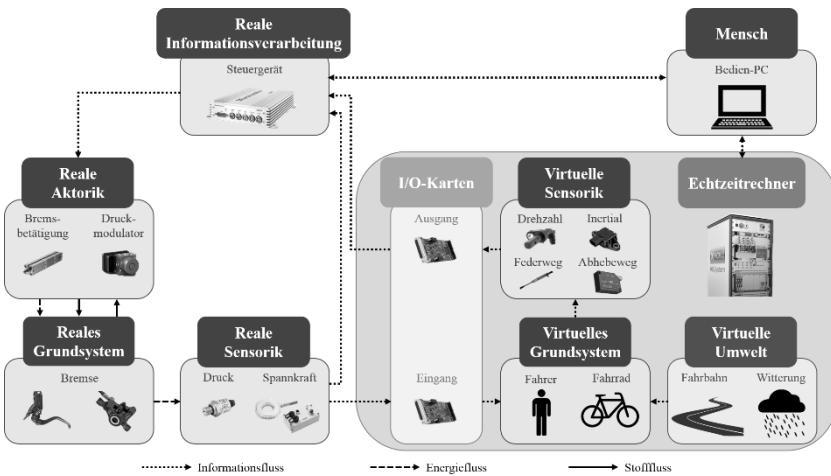 Reale
Informationsverarbeitung
Steuergerät
Mensch
Bedien-PC
Reale
Aktorik
Brems-
betätigung
Druck-
modulator
I/O-Karten
Ausgang
Virtuelle
Sensorik
Drehzahl
Inertial
Federweg
Abhebeweg
Echtzeitrechner
Reales
Grundsystem
Bremse
Reale
Sensorik
Druck
Spannkraft
Eingang
Virtuelles
Grundsystem
Fahrer
Fahrrad
Virtuelle
Umwelt
Fahrbahn
Witterung
Informationsfluss
Energiefluss
Stofffluss